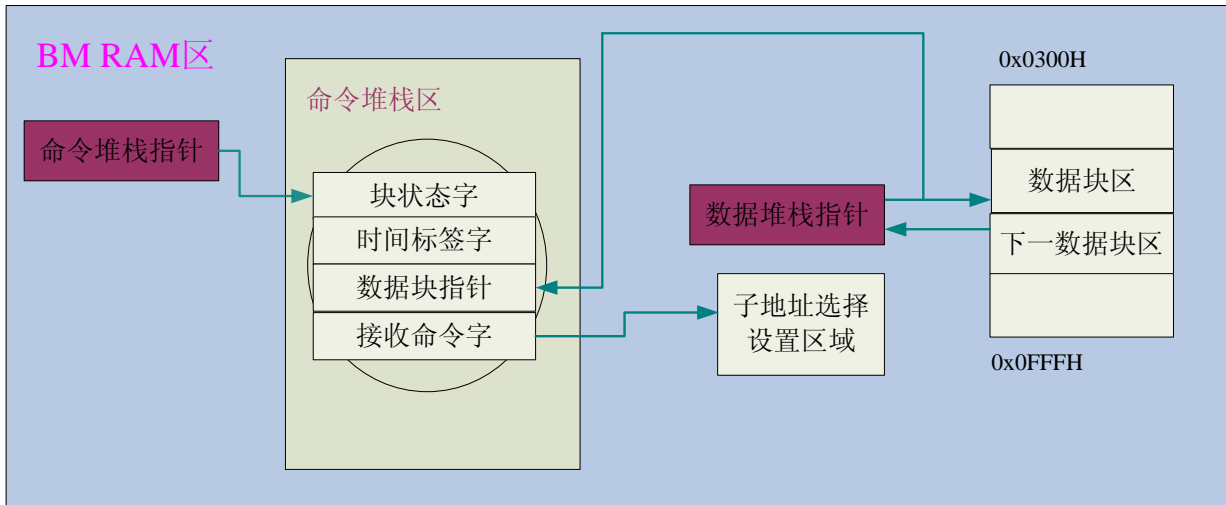 BM RAM区
命令堆栈指针
命令堆栈区
块状态字
时间标签字
数据块指针
接收命令字
数据堆栈指针
子地址选择
设置区域
0x0300H
数据块区
下一数据块区
0x0FFFH